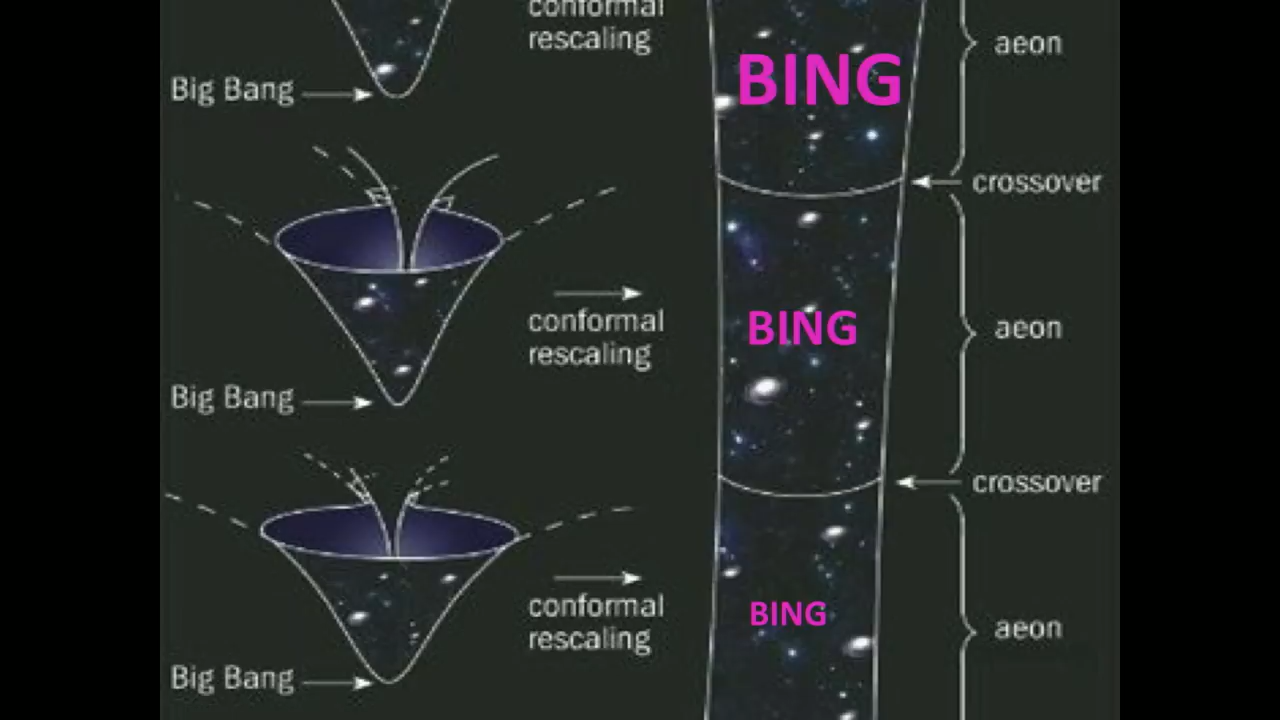 conformal
rescaling
Big Bang
BING
aeon
crossover
conformal
rescaling
Big Bang
BING
aeon
crossover
conformal
rescaling
Big Bang
BING
aeon